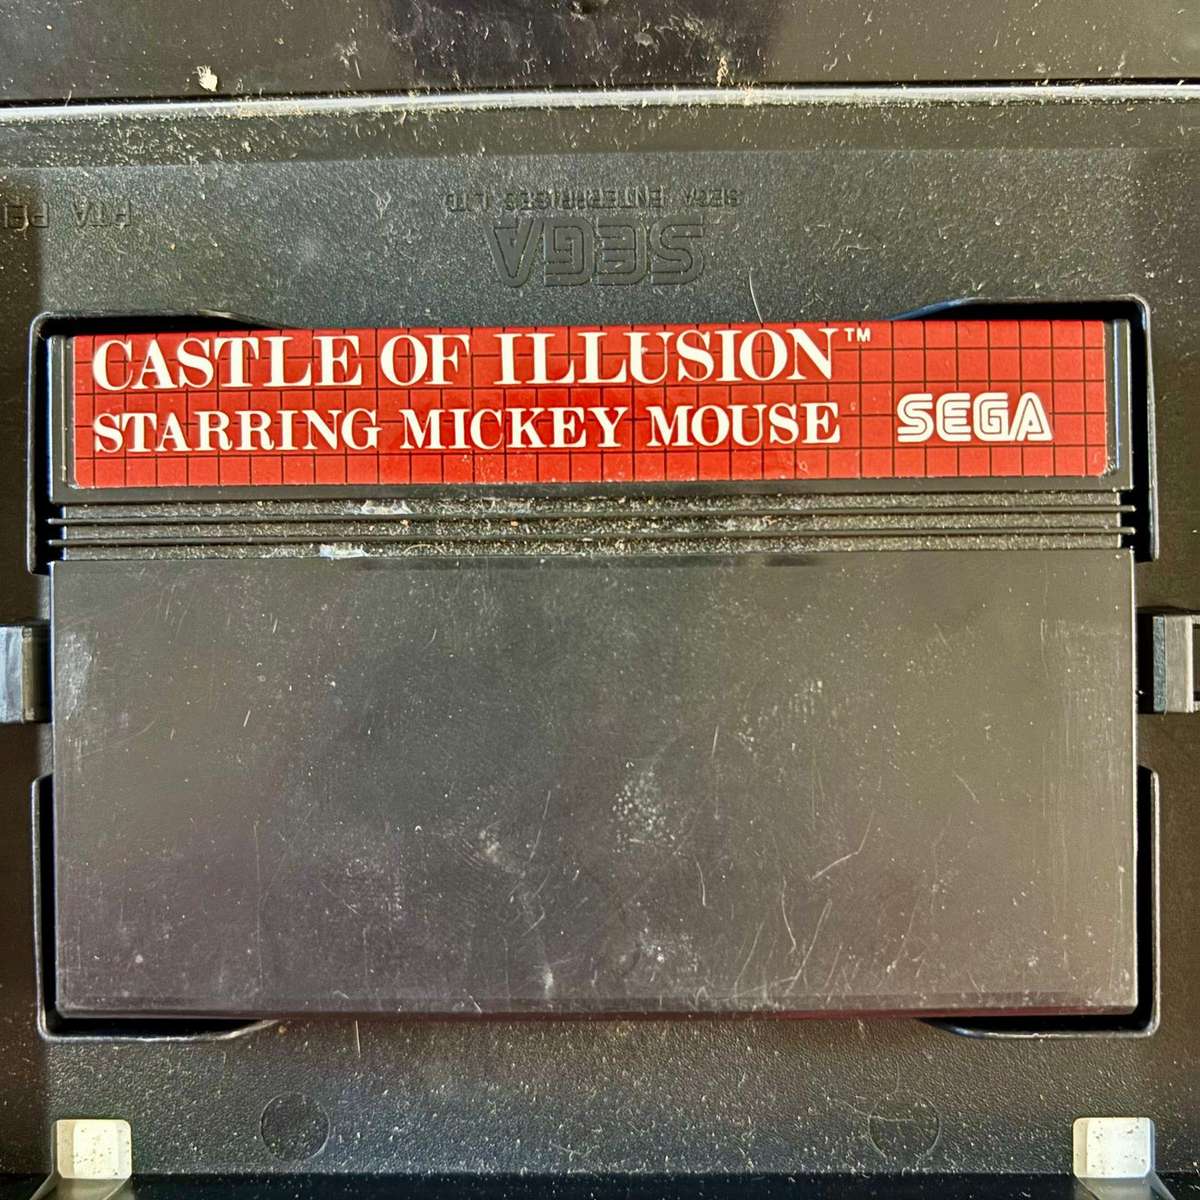 SEGA ENTERPRISES LTD.
SEGA
CASTLE OF ILLUSION™
STARRING MICKEY MOUSE
SEGA